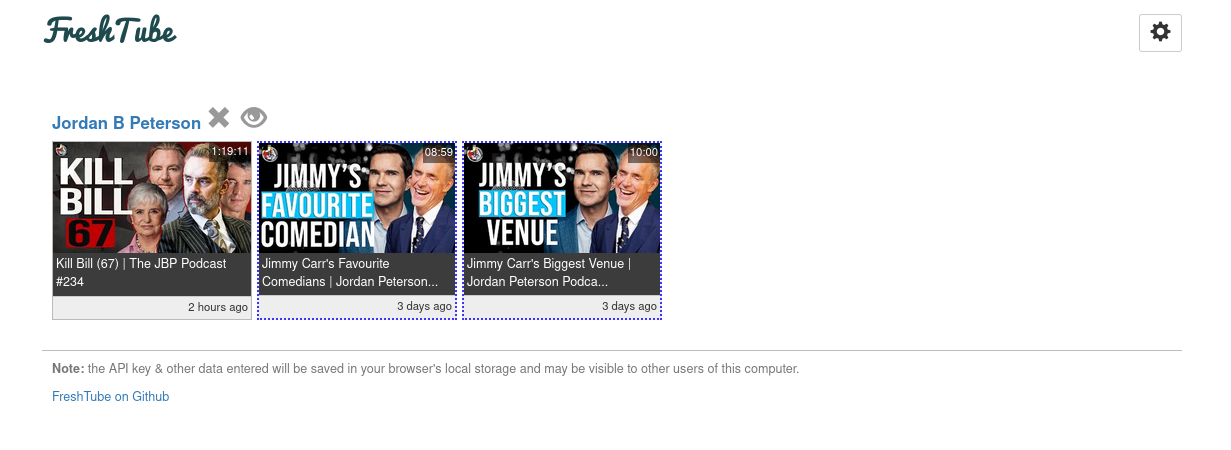 FreshTube
Jordan B Peterson
1:19:11
KILL
BILL
67
Kill Bill (67) | The JBP Podcast
#234
2 hours ago
08:59
JIMMY'S
FAVOURITE
COMEDIAN
Jimmy Carr's Favourite
Comedians | Jordan Peterson...
3 days ago
10:00
JIMMY'S
BIGGEST
VENUE
Jimmy Carr's Biggest Venue |
Jordan Peterson Podca...
3 days ago
Note: the API key & other data entered will be saved in your browser's local storage and may be visible to other users of this computer.
FreshTube on Github